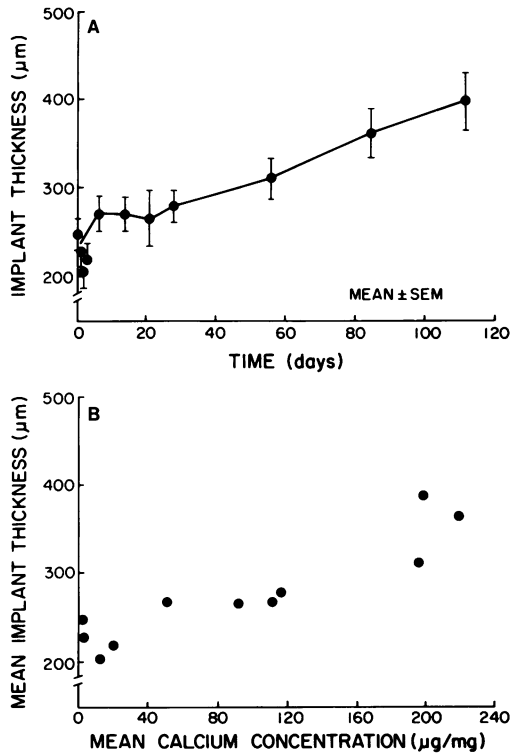 500
A
400
300
200
IMPLANT THICKNESS (µm)
MEAN ± SEM
0 20 40 60 80 100 120
TIME (days)
500
B
400
300
200
MEAN IMPLANT THICKNESS (µm)
0 40 80 120 160 200 240
MEAN CALCIUM CONCENTRATION (µg/mg)